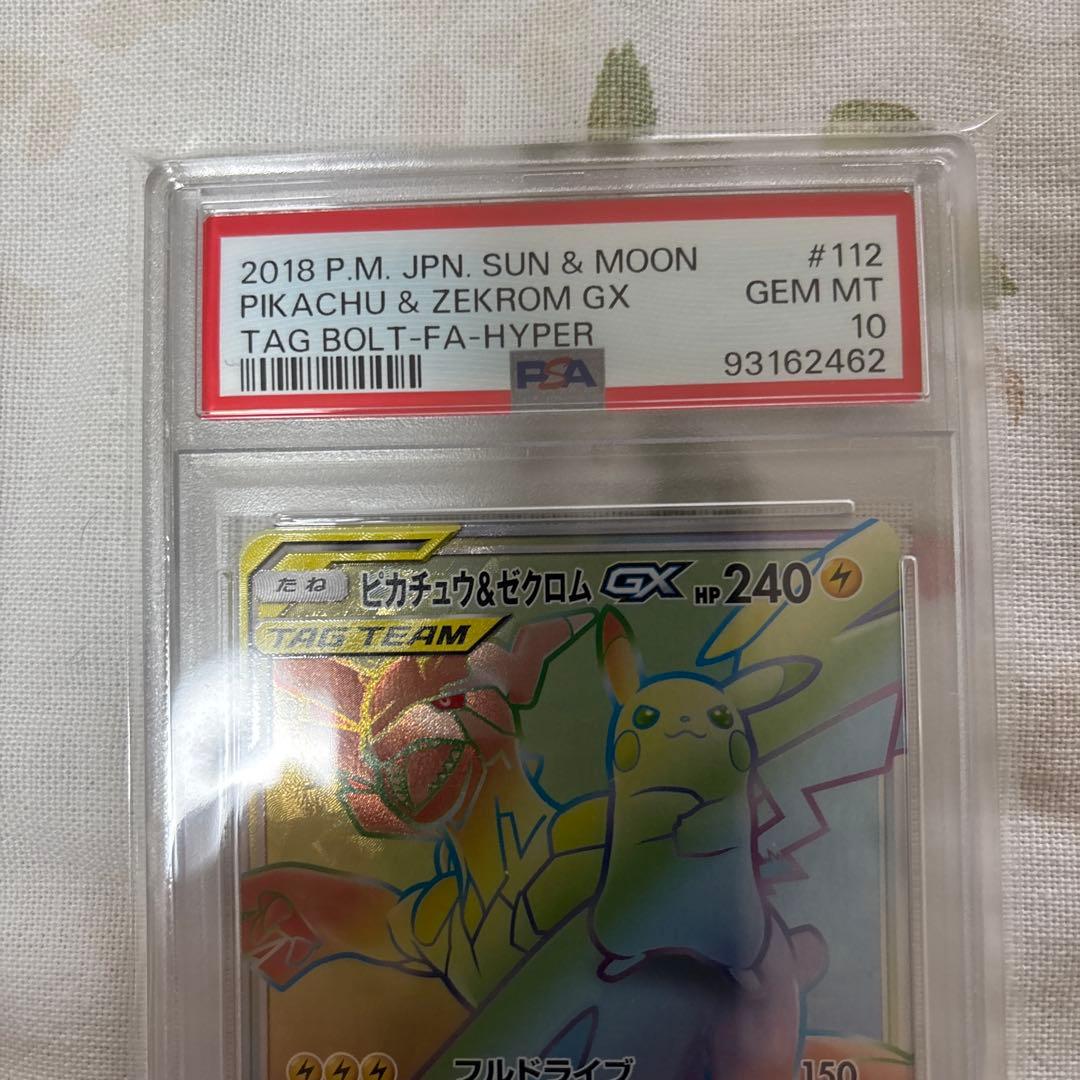 2018 P.M. JPN. SUN & MOON #112
PIKACHU & ZEKROM GX GEM MT
TAG BOLT-FA-HYPER 10
PSA 93162462
たね ピカチュウ&ゼクロム GX HP 240
TAG TEAM
フルドライブ 150